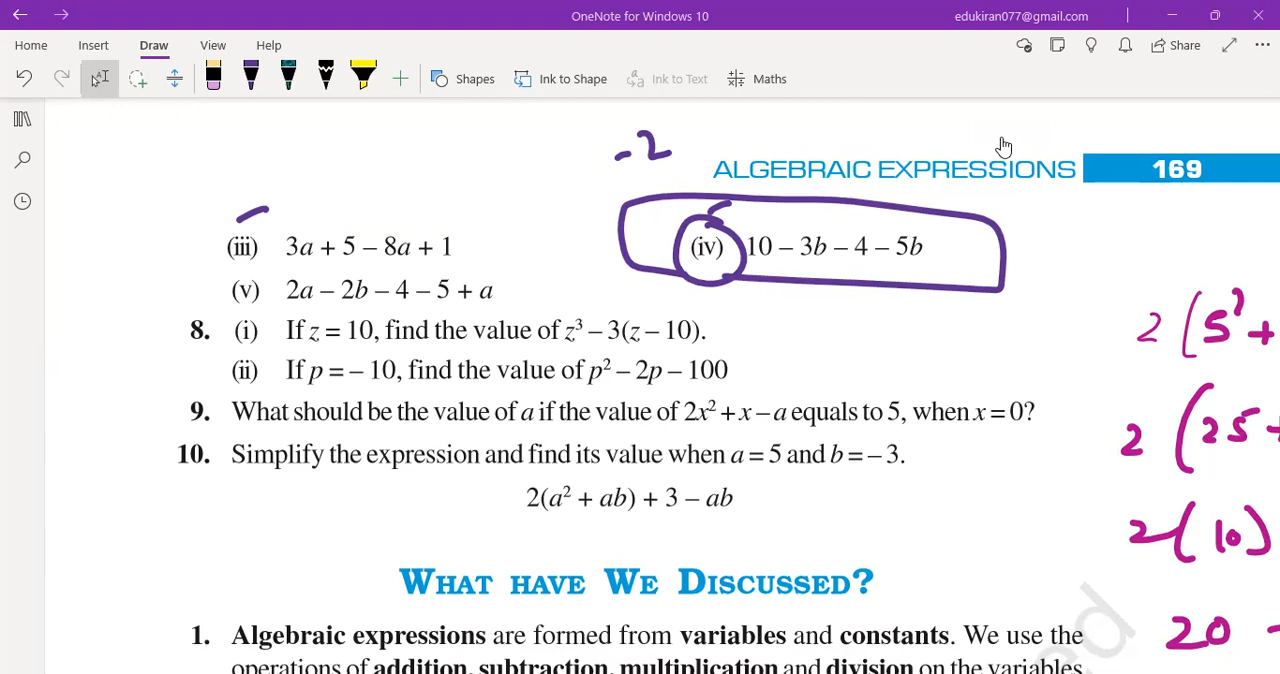 OneNote for Windows 10
edukiran077@gmail.com
Home Insert Draw View Help
Share
Shapes Ink to Shape Ink to Text Maths
-2
ALGEBRAIC EXPRESSIONS 169
(iii) 3a + 5 – 8a + 1 (iv) 10 – 3b – 4 – 5b
(v) 2a – 2b – 4 – 5 + a
8. (i) If z = 10, find the value of z³ – 3(z – 10).
(ii) If p = – 10, find the value of p² – 2p – 100
9. What should be the value of a if the value of 2x² + x – a equals to 5, when x = 0?
10. Simplify the expression and find its value when a = 5 and b = – 3.
2(a² + ab) + 3 – ab
2 (5² +
2 (25 +
2 (10)
20 -
WHAT HAVE WE DISCUSSED?
1. Algebraic expressions are formed from variables and constants. We use the
operations of addition, subtraction, multiplication and division on the variables